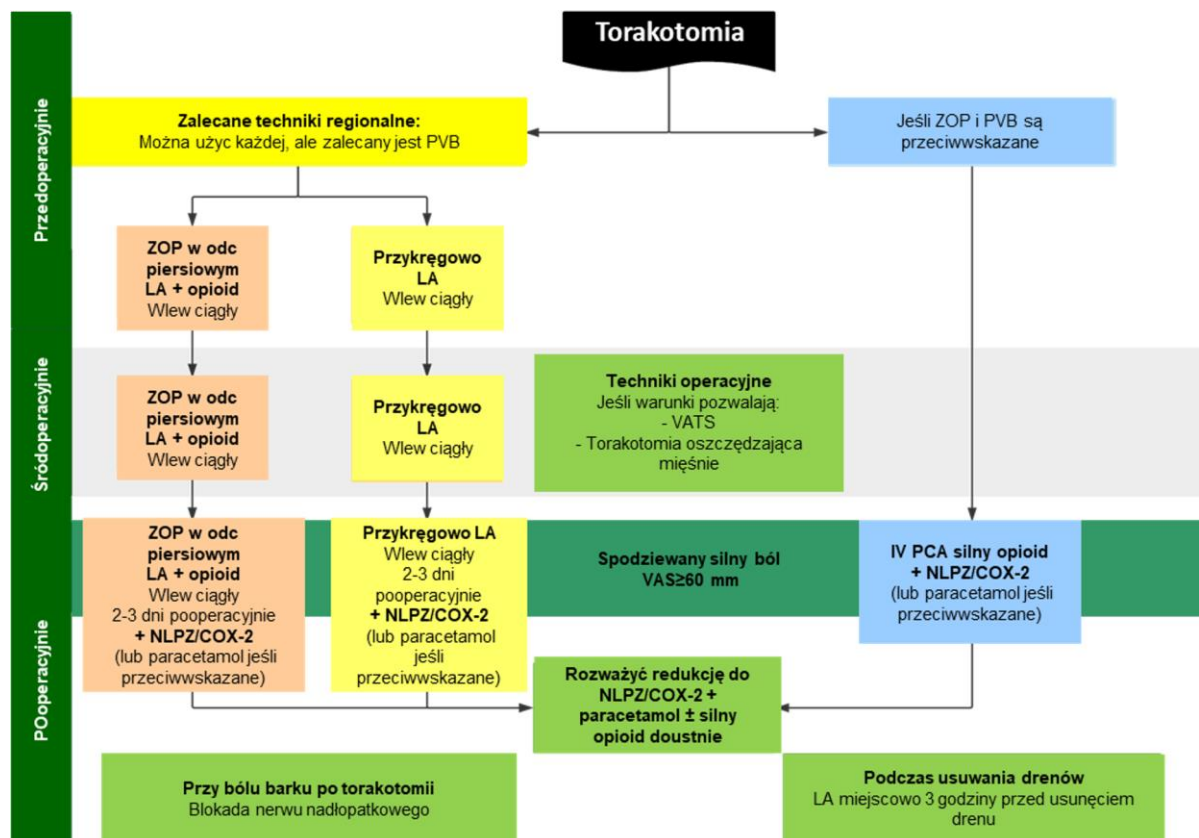 Torakotomia
Przedoperacyjnie
Zalecane techniki regionalne:
Można użyc każdej, ale zalecany jest PVB
Jeśli ZOP i PVB są
przeciwwskazane
ZOP w odc
piersiowym
LA + opioid
Wlew ciągły
Przykręgowo
LA
Wlew ciągły
Śródoperacyjnie
ZOP w odc
piersiowym
LA + opioid
Wlew ciągły
Przykręgowo
LA
Wlew ciągły
Techniki operacyjne
Jeśli warunki pozwalają:
- VATS
- Torakotomia oszczędzająca
mięśnie
POoperacyjnie
ZOP w odc
piersiowym
LA + opioid
Wlew ciągły
2-3 dni pooperacyjnie
+ NLPZ/COX-2
(lub paracetamol jeśli
przeciwwskazane)
Przykręgowo LA
Wlew ciągły
2-3 dni
pooperacyjnie
+ NLPZ/COX-2
(lub paracetamol
jeśli
przeciwwskazane)
Spodziewany silny ból
VAS≥60 mm
IV PCA silny opioid
+ NLPZ/COX-2
(lub paracetamol jeśli
przeciwwskazane)
Rozważyć redukcję do
NLPZ/COX-2 +
paracetamol ± silny
opioid doustnie
Przy bólu barku po torakotomii
Blokada nerwu nadłopatkowego
Podczas usuwania drenów
LA miejscowo 3 godziny przed usunięciem
drenu